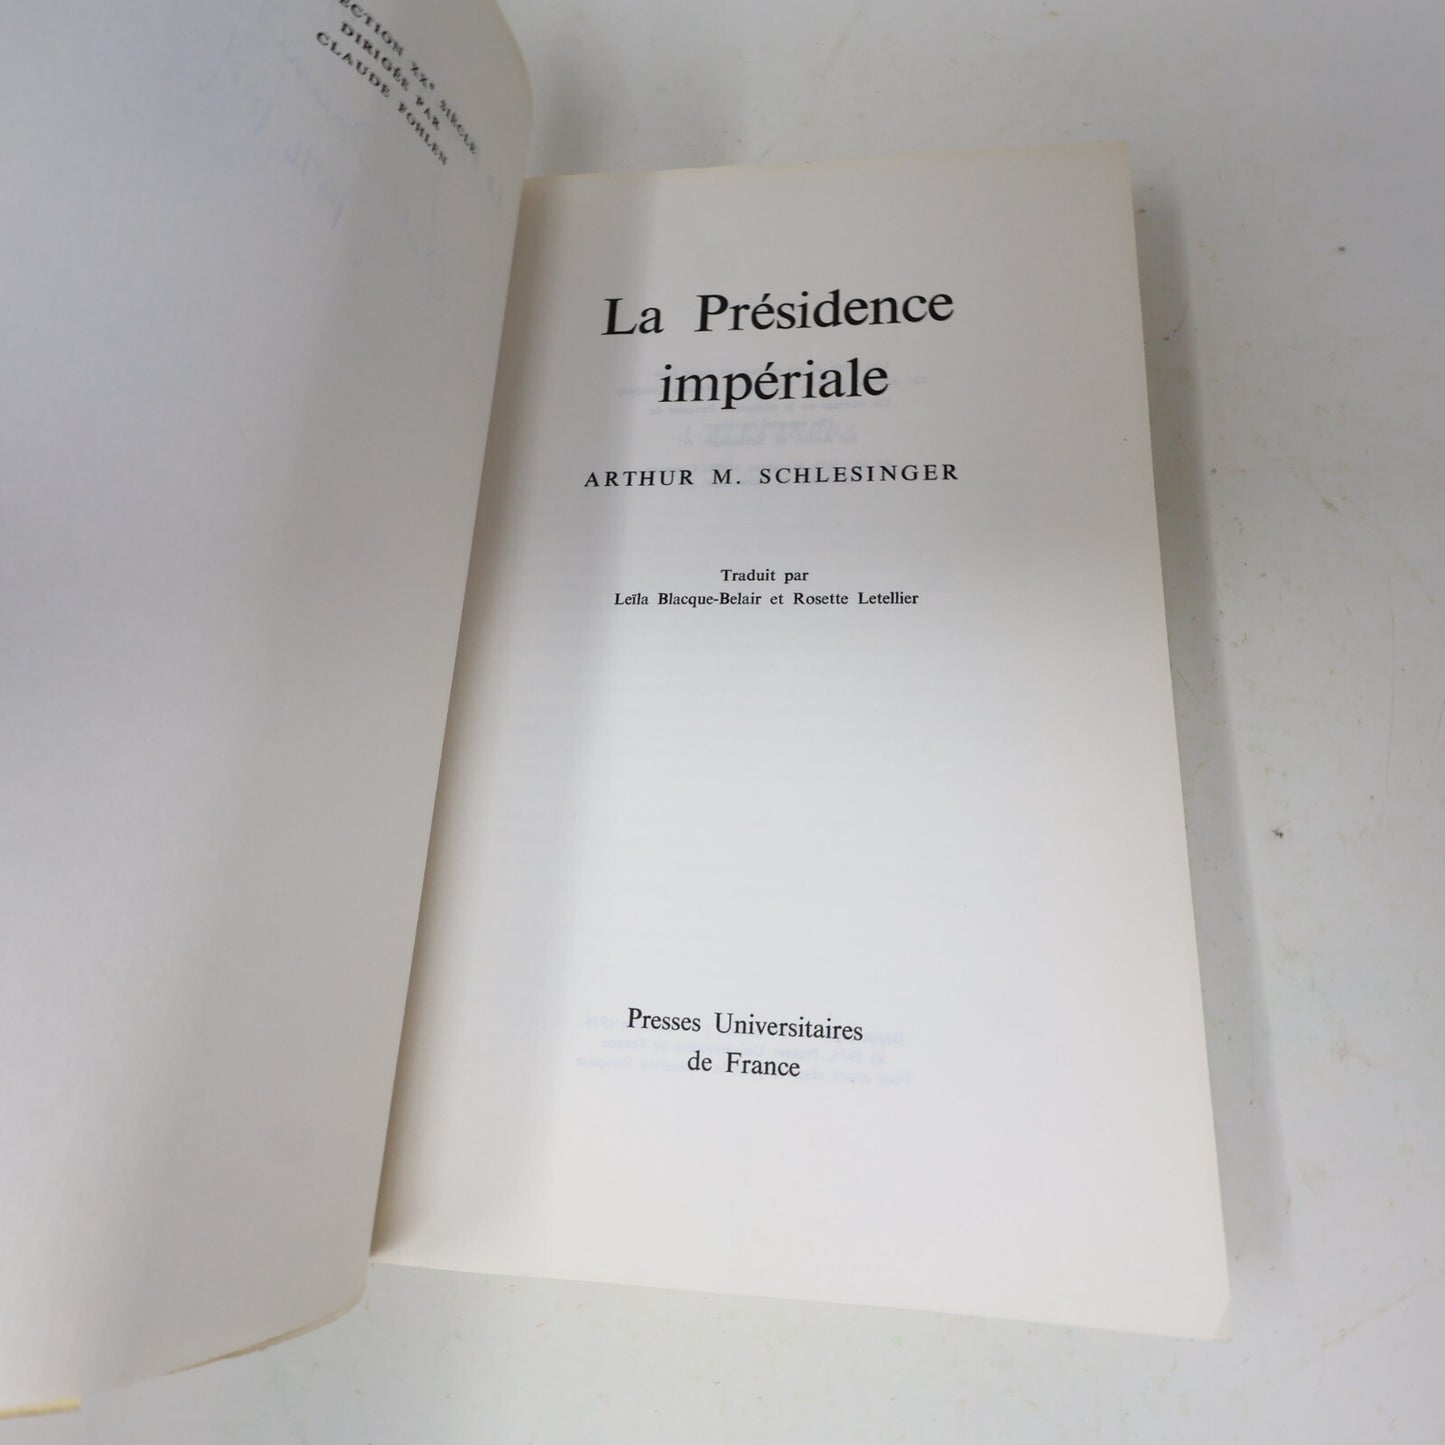 SIÈCLE
DIRIGÉE PAR
CLAUDE FOHLEN
La Présidence
impériale
ARTHUR M. SCHLESINGER
Traduit par
Leïla Blacque-Belair et Rosette Letellier
Presses Universitaires
de France